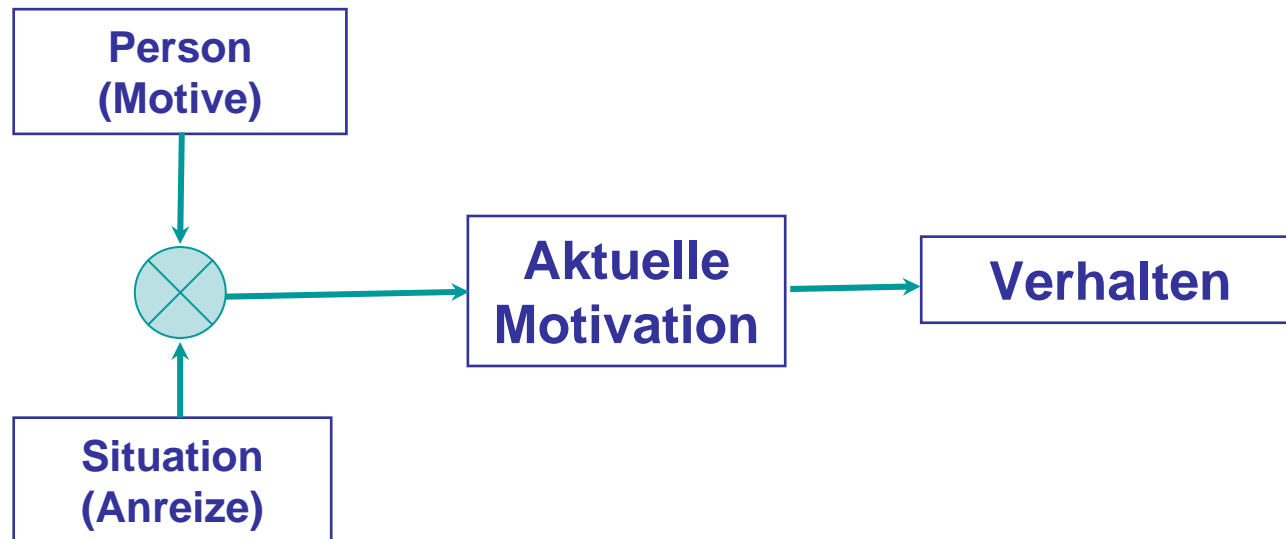 Person
(Motive)
Aktuelle
Motivation
Verhalten
Situation
(Anreize)